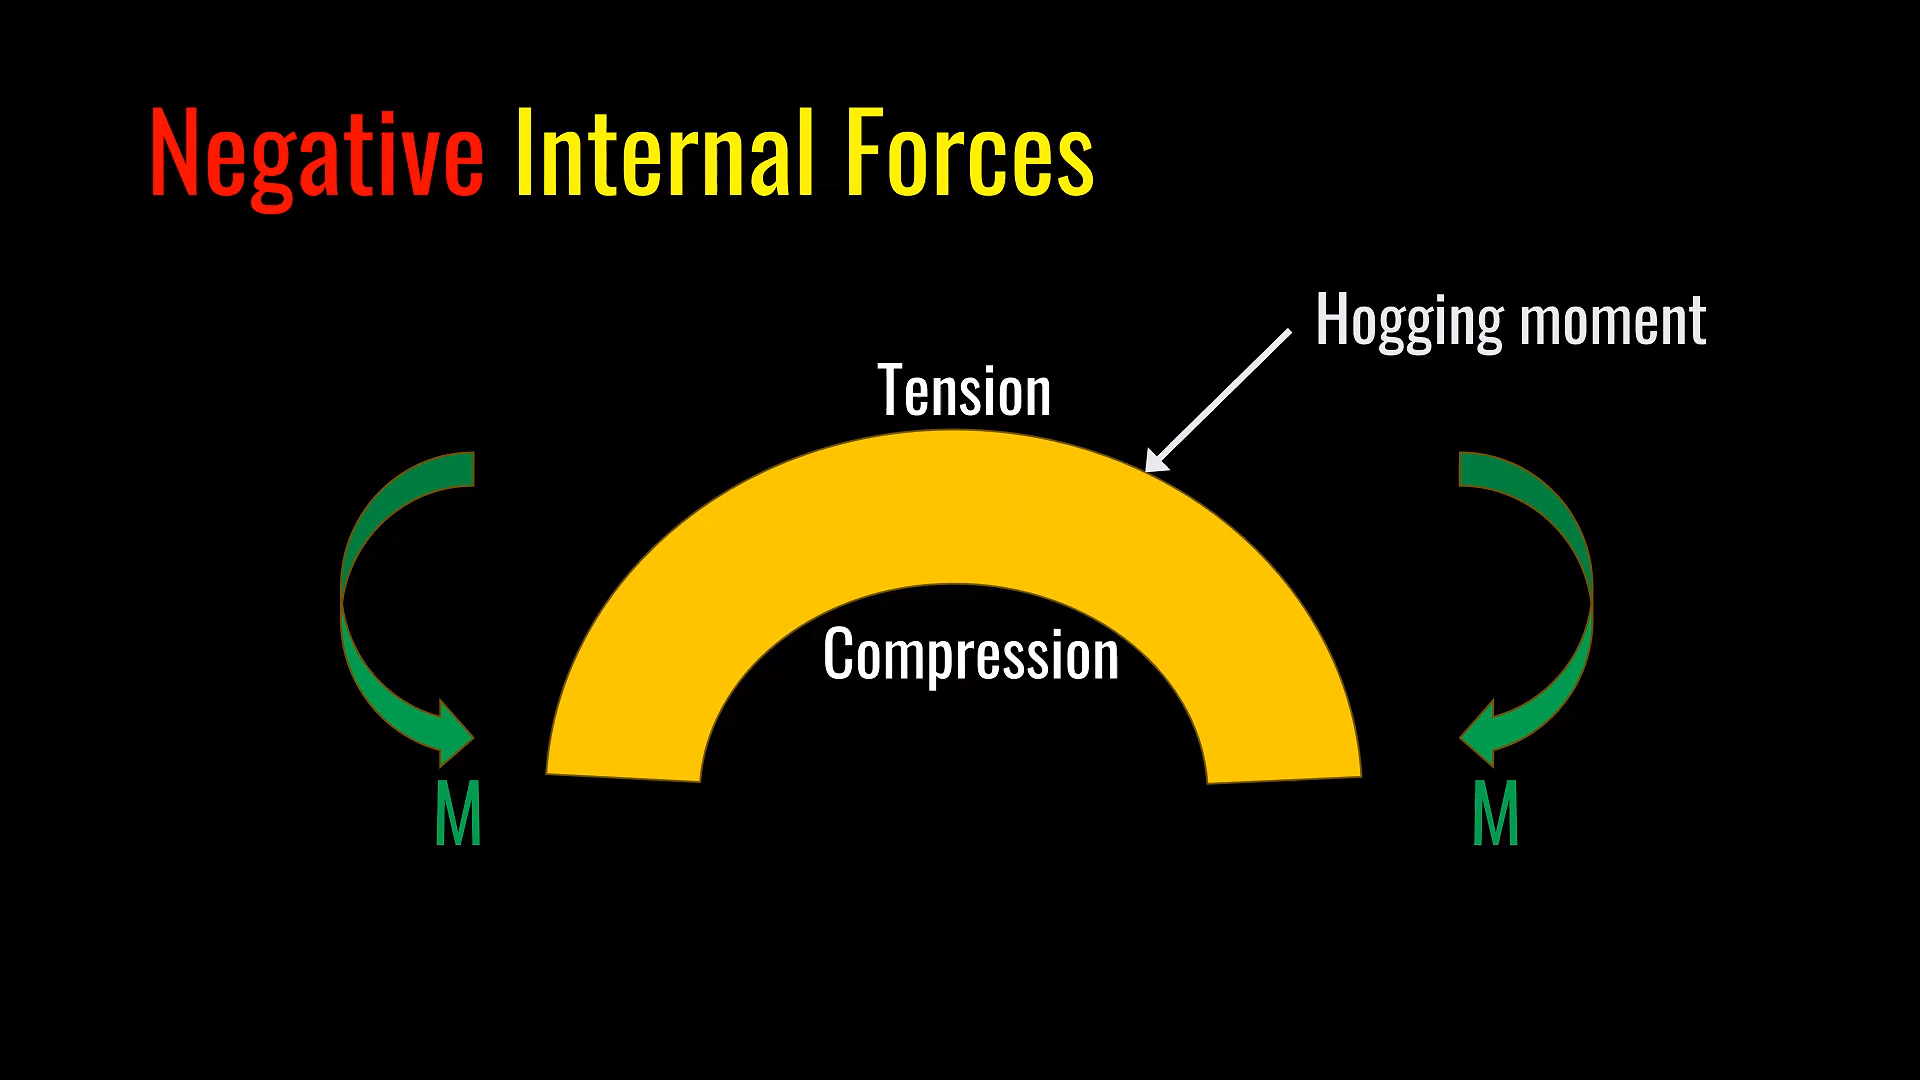 Negative Internal Forces
Hogging moment
Tension
Compression
M
M